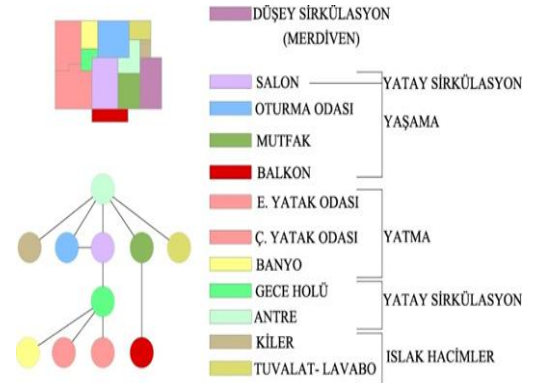 DÜŞEY SİRKÜLASYON
(MERDİVEN)
SALON YATAY SİRKÜLASYON
OTURMA ODASI
YAŞAMA
MUTFAK
BALKON
E. YATAK ODASI
YATMA
Ç. YATAK ODASI
BANYO
GECE HOLÜ
YATAY SİRKÜLASYON
ANTRE
KİLER
ISLAK HACİMLER
TUVALAT- LAVABO